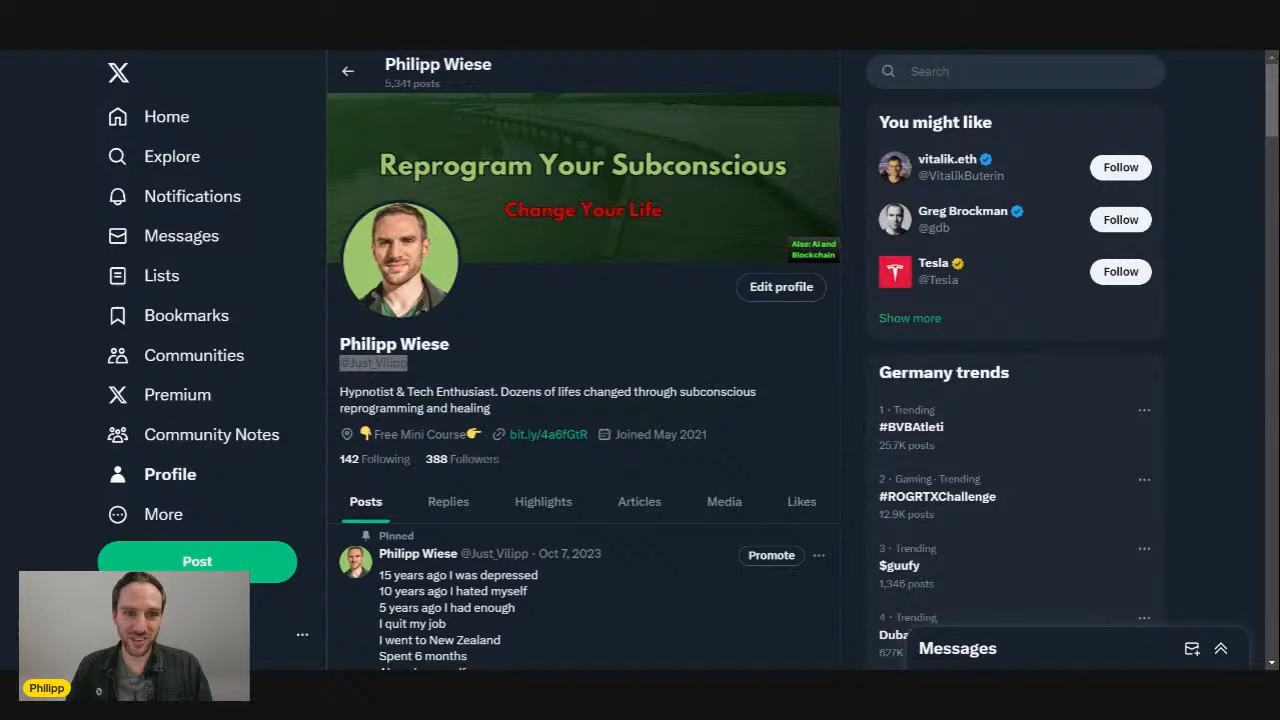 Philipp Wiese
5,341 posts
Home
Explore
Notifications
Messages
Lists
Bookmarks
Communities
Premium
Community Notes
Profile
More
Post
Philipp
Reprogram Your Subconscious
Change Your Life
Also: AI and
Blockchain
Edit profile
Philipp Wiese
@Just_Vilipp
Hypnotist & Tech Enthusiast. Dozens of lifes changed through subconscious
reprogramming and healing
👇Free Mini Course👉 bit.ly/4a6fGtR Joined May 2021
142 Following 388 Followers
Posts Replies Highlights Articles Media Likes
Pinned
Philipp Wiese @Just_Vilipp · Oct 7, 2023
Promote
15 years ago I was depressed
10 years ago I hated myself
5 years ago I had enough
I quit my job
I went to New Zealand
Spent 6 months
Search
You might like
vitalik.eth
@VitalikButerin
Follow
Greg Brockman
@gdb
Follow
Tesla
@Tesla
Follow
Show more
Germany trends
1 · Trending
#BVBAtleti
25.7K posts
2 · Gaming · Trending
#ROGRTXChallenge
12.9K posts
3 · Trending
$guufy
1,346 posts
4 · Trending
Duba
627K
Messages